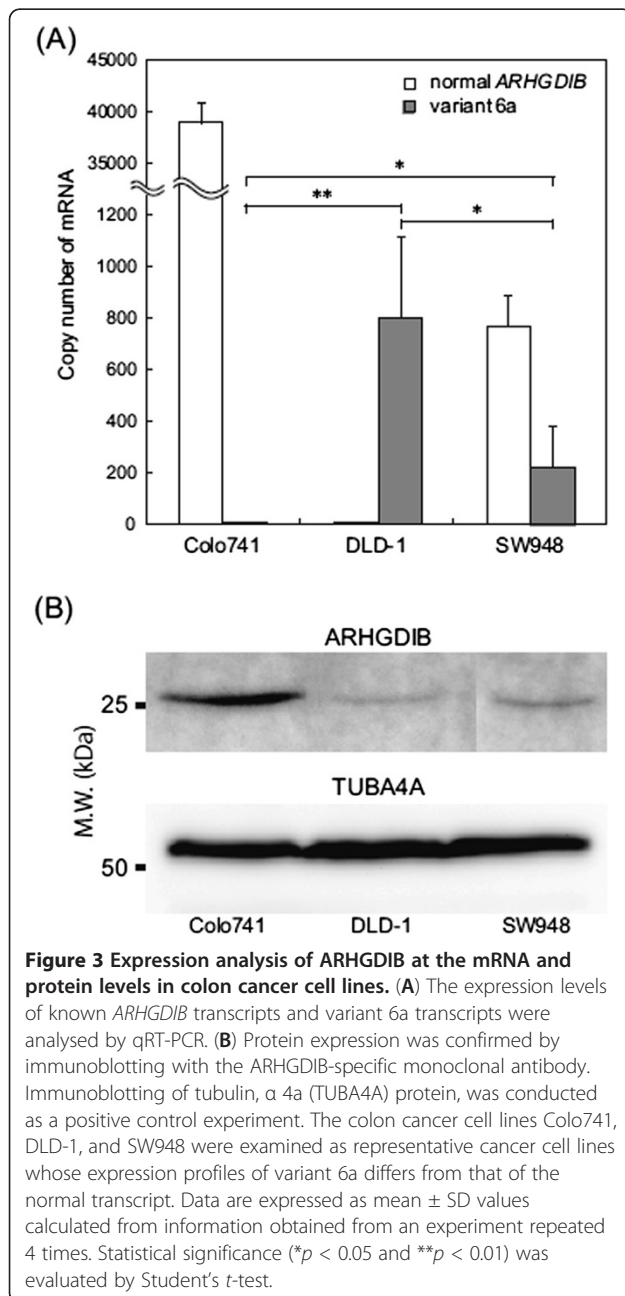 (A)
45000
40000
35000
1200
1000
800
600
400
200
0
Copy number of mRNA
normal ARHGDIB
variant 6a
*
**
*
Colo741 DLD-1 SW948
(B)
ARHGDIB
25
M.W. (kDa)
TUBA4A
50
Colo741 DLD-1 SW948
Figure 3 Expression analysis of ARHGDIB at the mRNA and
protein levels in colon cancer cell lines. (A) The expression levels
of known ARHGDIB transcripts and variant 6a transcripts were
analysed by qRT-PCR. (B) Protein expression was confirmed by
immunoblotting with the ARHGDIB-specific monoclonal antibody.
Immunoblotting of tubulin, α 4a (TUBA4A) protein, was conducted
as a positive control experiment. The colon cancer cell lines Colo741,
DLD-1, and SW948 were examined as representative cancer cell lines
whose expression profiles of variant 6a differs from that of the
normal transcript. Data are expressed as mean ± SD values
calculated from information obtained from an experiment repeated
4 times. Statistical significance (*p < 0.05 and **p < 0.01) was
evaluated by Student's t-test.